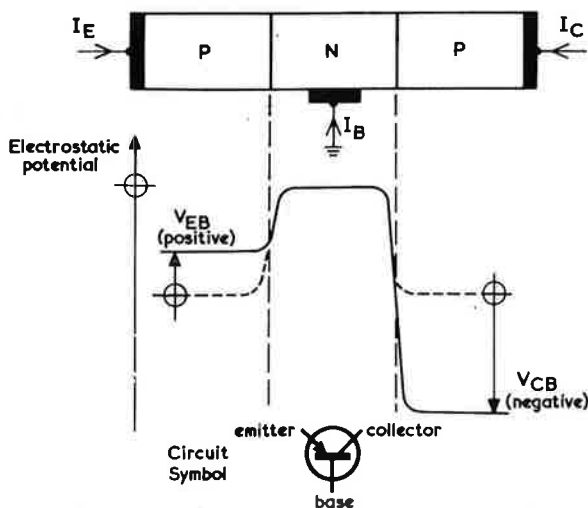 I_E
I_C
P
N
P
I_B
Electrostatic
potential
V_EB
(positive)
V_CB
(negative)
emitter
collector
Circuit
Symbol
base